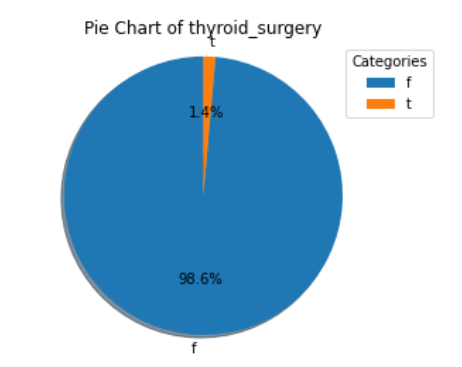 Pie Chart of thyroid_surgery
t
Categories
f
t
1.4%
98.6%
f